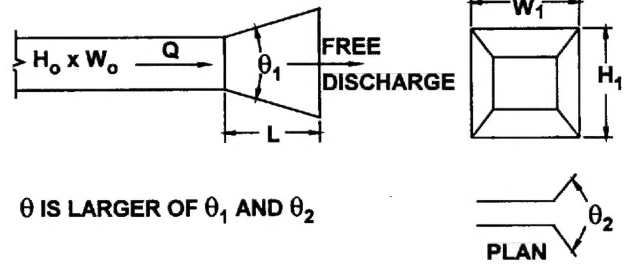 W₁
Hₒ x Wₒ
Q
θ₁
FREE
DISCHARGE
H₁
L
θ IS LARGER OF θ₁ AND θ₂
θ₂
PLAN